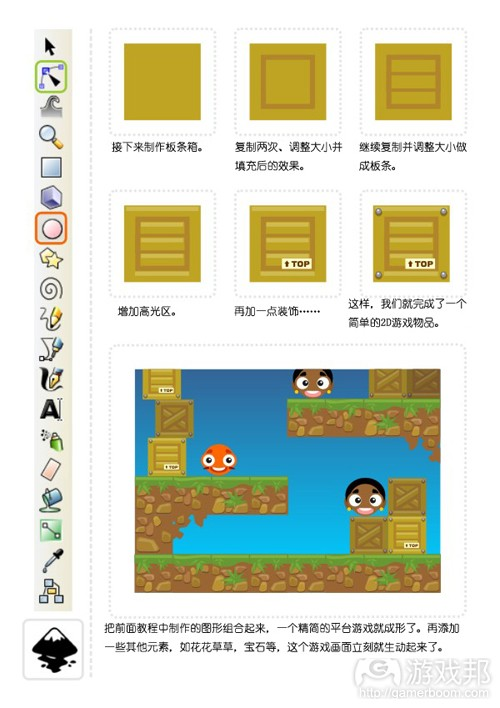 接下来制作板条箱。
复制两次、调整大小并
填充后的效果。
继续复制并调整大小做
成板条。
TOP
TOP
增加高光区。
再加一点装饰……
这样，我们就完成了一个
简单的2D游戏物品。
TOP
TOP
TOP
把前面教程中制作的图形组合起来，一个精简的平台游戏就成形了。再添加
一些其他元素，如花花草草，宝石等，这个游戏画面立刻就生动起来了。
游戏邦
http://gamerboom.com